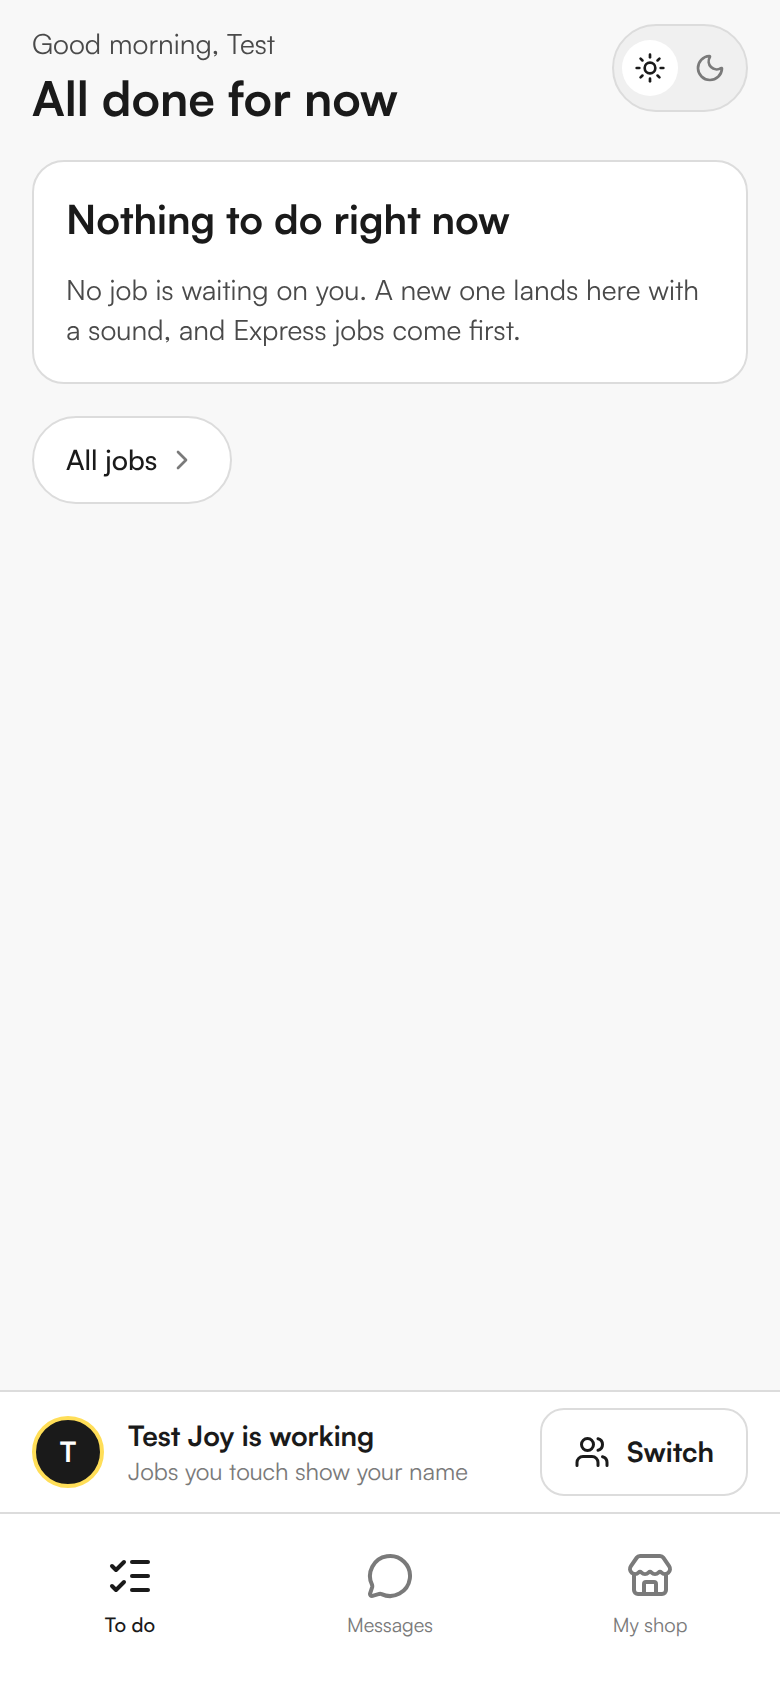 Good morning, Test
All done for now
Nothing to do right now
No job is waiting on you. A new one lands here with
a sound, and Express jobs come first.
All jobs
T
Test Joy is working
Jobs you touch show your name
Switch
To do
Messages
My shop